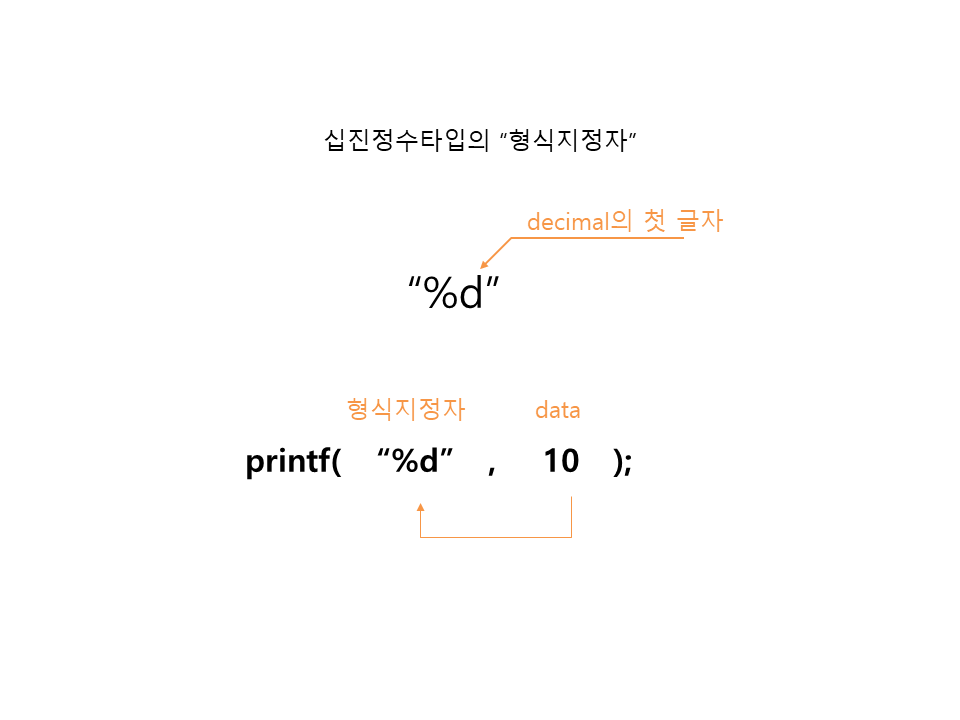 십진정수타입의 “형식지정자”
decimal의 첫 글자
“%d”
형식지정자 data
printf( “%d” , 10 );